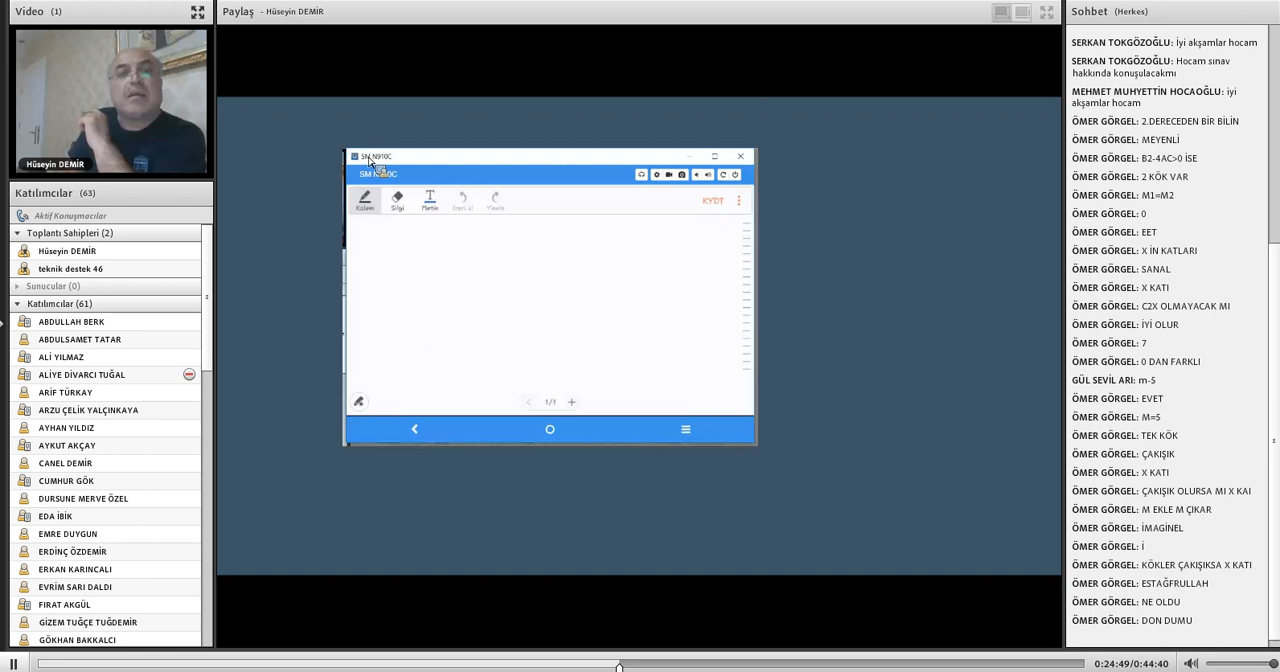 Video (1)
Hüseyin DEMİR
Katılımcılar (63)
Aktif Konuşmacılar
Toplantı Sahipleri (2)
Hüseyin DEMİR
teknik destek 46
Sunucular (0)
Katılımcılar (61)
ABDULLAH BERK
ABDULSAMET TATAR
ALİ YILMAZ
ALİYE DİVARCI TUĞAL
ARİF TÜRKAY
ARZU ÇELİK YALÇINKAYA
AYHAN YILDIZ
AYKUT AKÇAY
CANEL DEMİR
CUMHUR GÖK
DURSUNE MERVE ÖZEL
EDA İBİK
EMRE DUYGUN
ERDİNÇ ÖZDEMİR
ERKAN KARINCALI
EVRİM SARI DALDI
FIRAT AKGÜL
GİZEM TUĞÇE TUĞDEMİR
GÖKHAN BAKKALCI
Paylaş - Hüseyin DEMİR
SM N910C
Kalem
Silgi
Metin
Geri al
Yinele
KYDT
1/1
Sohbet (Herkes)
SERKAN TOKGÖZOĞLU: İyi akşamlar hocam
SERKAN TOKGÖZOĞLU: Hocam sınav
hakkında konuşulacakmı
MEHMET MUHYETTİN HOCAOĞLU: iyi
akşamlar hocam
ÖMER GÖRGEL: 2.DERECEDEN BİR BİLİN
ÖMER GÖRGEL: MEYENLİ
ÖMER GÖRGEL: B2-4AC>0 İSE
ÖMER GÖRGEL: 2 KÖK VAR
ÖMER GÖRGEL: M1=M2
ÖMER GÖRGEL: 0
ÖMER GÖRGEL: EET
ÖMER GÖRGEL: X İN KATLARI
ÖMER GÖRGEL: SANAL
ÖMER GÖRGEL: X KATI
ÖMER GÖRGEL: C2X OLMAYACAK MI
ÖMER GÖRGEL: İYİ OLUR
ÖMER GÖRGEL: 7
ÖMER GÖRGEL: 0 DAN FARKLI
GÜL SEVİL ARI: m-5
ÖMER GÖRGEL: EVET
ÖMER GÖRGEL: M=5
ÖMER GÖRGEL: TEK KÖK
ÖMER GÖRGEL: ÇAKIŞIK
ÖMER GÖRGEL: X KATI
ÖMER GÖRGEL: ÇAKIŞIK OLURSA MI X KAI
ÖMER GÖRGEL: M EKLE M ÇIKAR
ÖMER GÖRGEL: İMAGİNEL
ÖMER GÖRGEL: İ
ÖMER GÖRGEL: KÖKLER ÇAKIŞIKSA X KATI
ÖMER GÖRGEL: ESTAĞFRULLAH
ÖMER GÖRGEL: NE OLDU
ÖMER GÖRGEL: DON DUMU
0:24:49/0:44:40